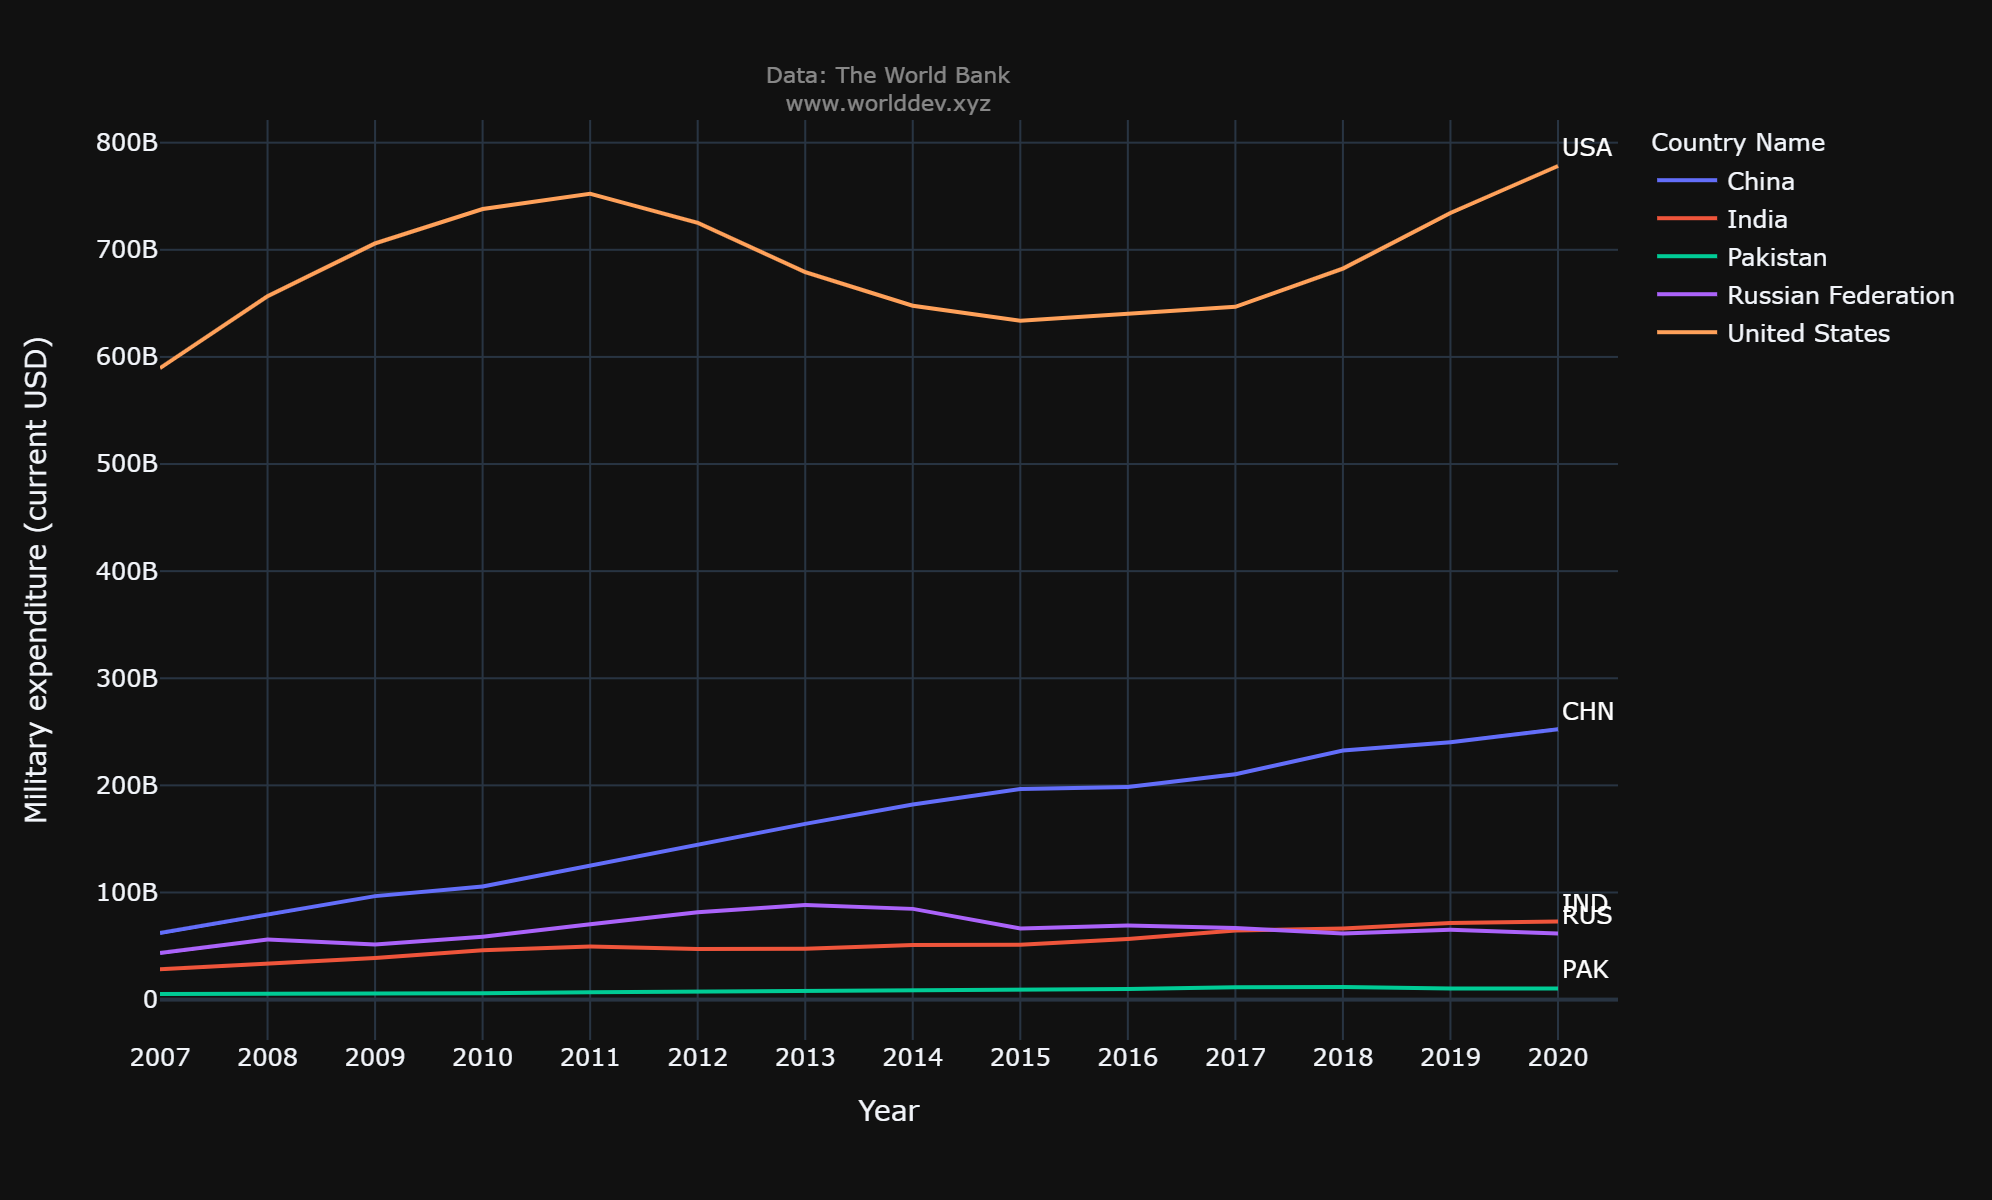 Data: The World Bank
www.worlddev.xyz
Military expenditure (current USD)
800B
700B
600B
500B
400B
300B
200B
100B
0
USA
CHN
IND
RUS
PAK
2007 2008 2009 2010 2011 2012 2013 2014 2015 2016 2017 2018 2019 2020
Year
Country Name
China
India
Pakistan
Russian Federation
United States